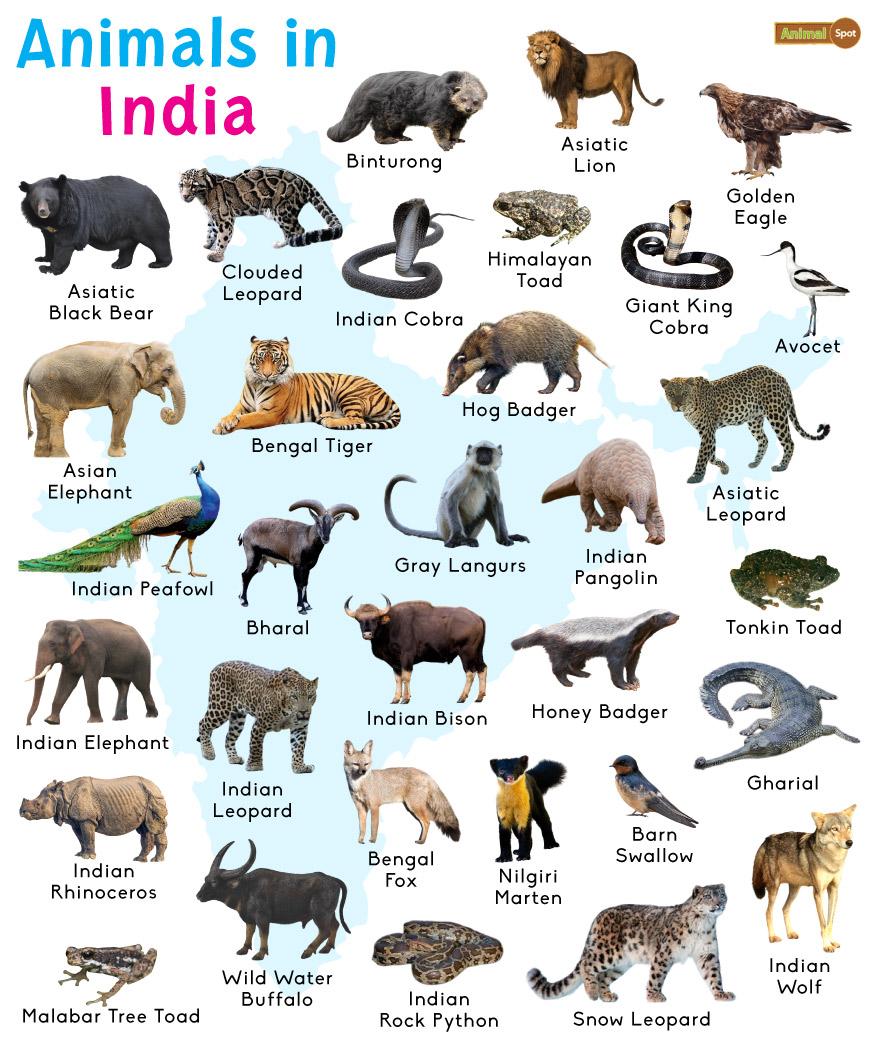 Animals in
India
Animal Spot
Binturong
Asiatic
Lion
Golden
Eagle
Asiatic
Black Bear
Clouded
Leopard
Indian Cobra
Himalayan
Toad
Giant King
Cobra
Avocet
Asian
Elephant
Bengal Tiger
Hog Badger
Asiatic
Leopard
Indian Peafowl
Bharal
Gray Langurs
Indian
Pangolin
Tonkin Toad
Indian Elephant
Indian
Leopard
Indian Bison
Honey Badger
Gharial
Indian
Rhinoceros
Bengal
Fox
Nilgiri
Marten
Barn
Swallow
Indian
Wolf
Malabar Tree Toad
Wild Water
Buffalo
Indian
Rock Python
Snow Leopard